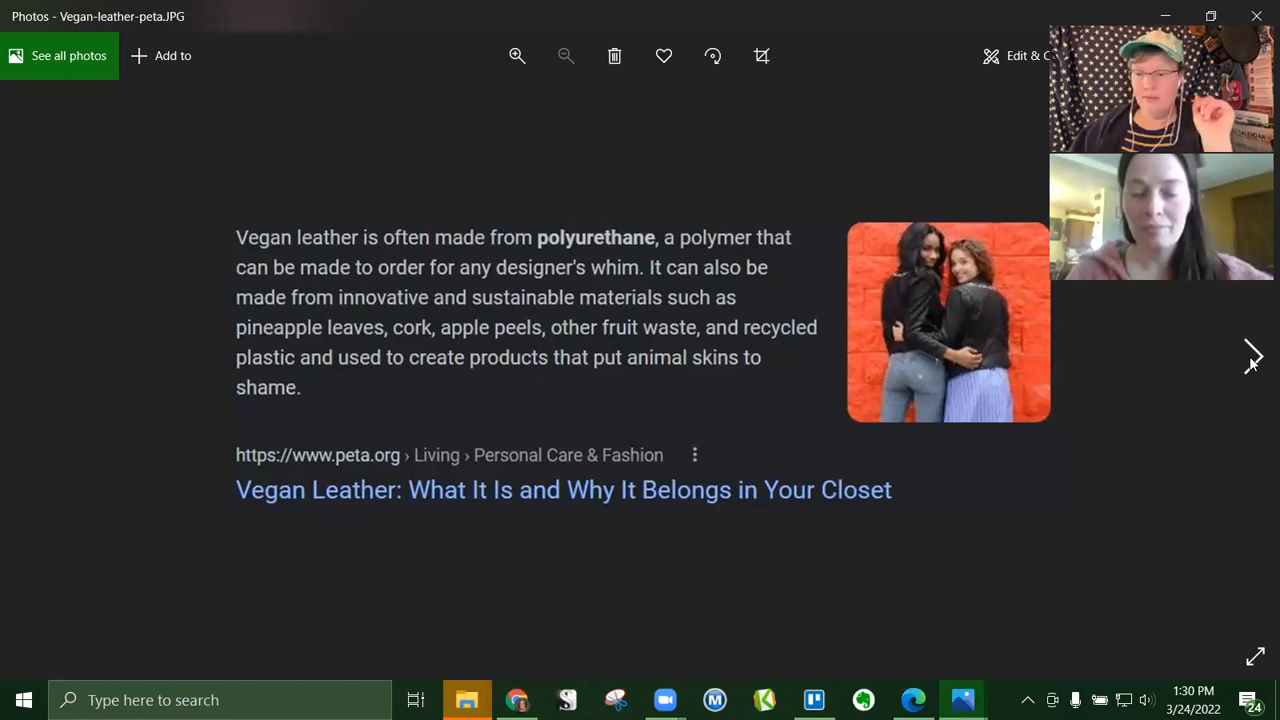 Photos - Vegan-leather-peta.JPG
See all photos
Add to
Edit & C
Vegan leather is often made from polyurethane, a polymer that
can be made to order for any designer's whim. It can also be
made from innovative and sustainable materials such as
pineapple leaves, cork, apple peels, other fruit waste, and recycled
plastic and used to create products that put animal skins to
shame.
https://www.peta.org › Living › Personal Care & Fashion
Vegan Leather: What It Is and Why It Belongs in Your Closet
Type here to search
1:30 PM
3/24/2022
24